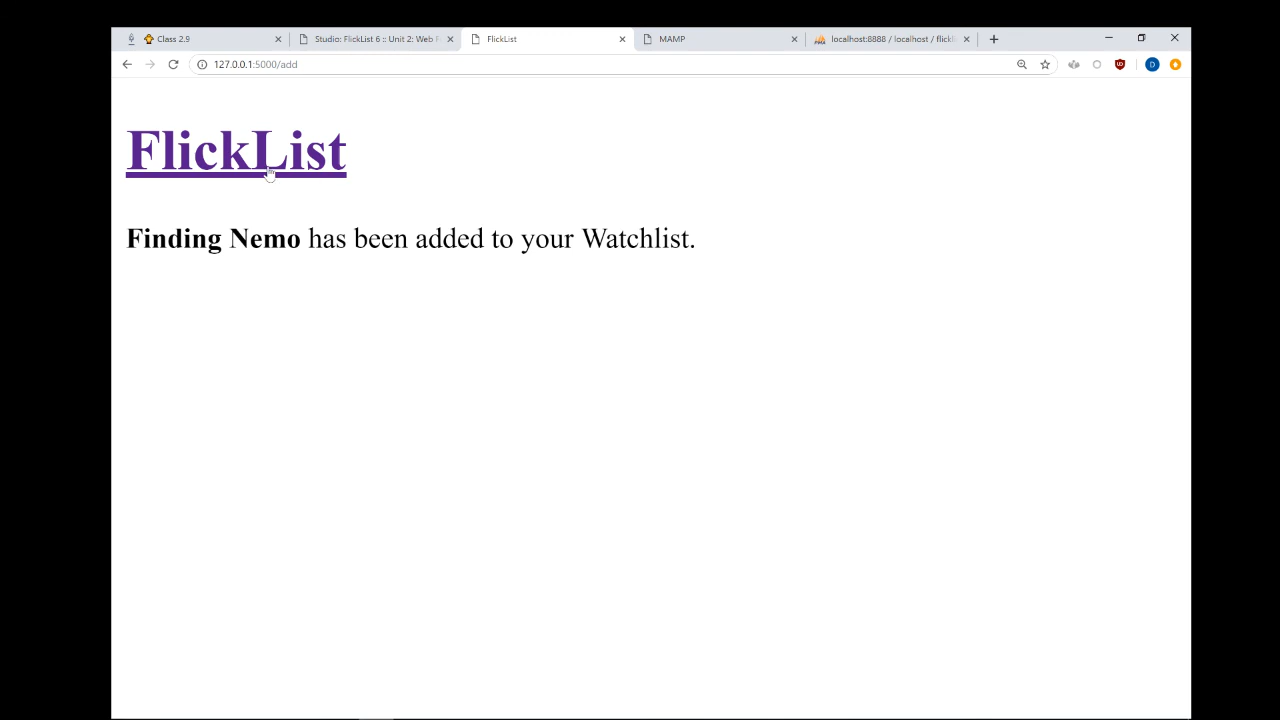 Class 2.9
Studio: FlickList 6 :: Unit 2: Web
FlickList
MAMP
localhost:8888 / localhost / flickl
127.0.0.1:5000/add
D
FlickList
Finding Nemo has been added to your Watchlist.